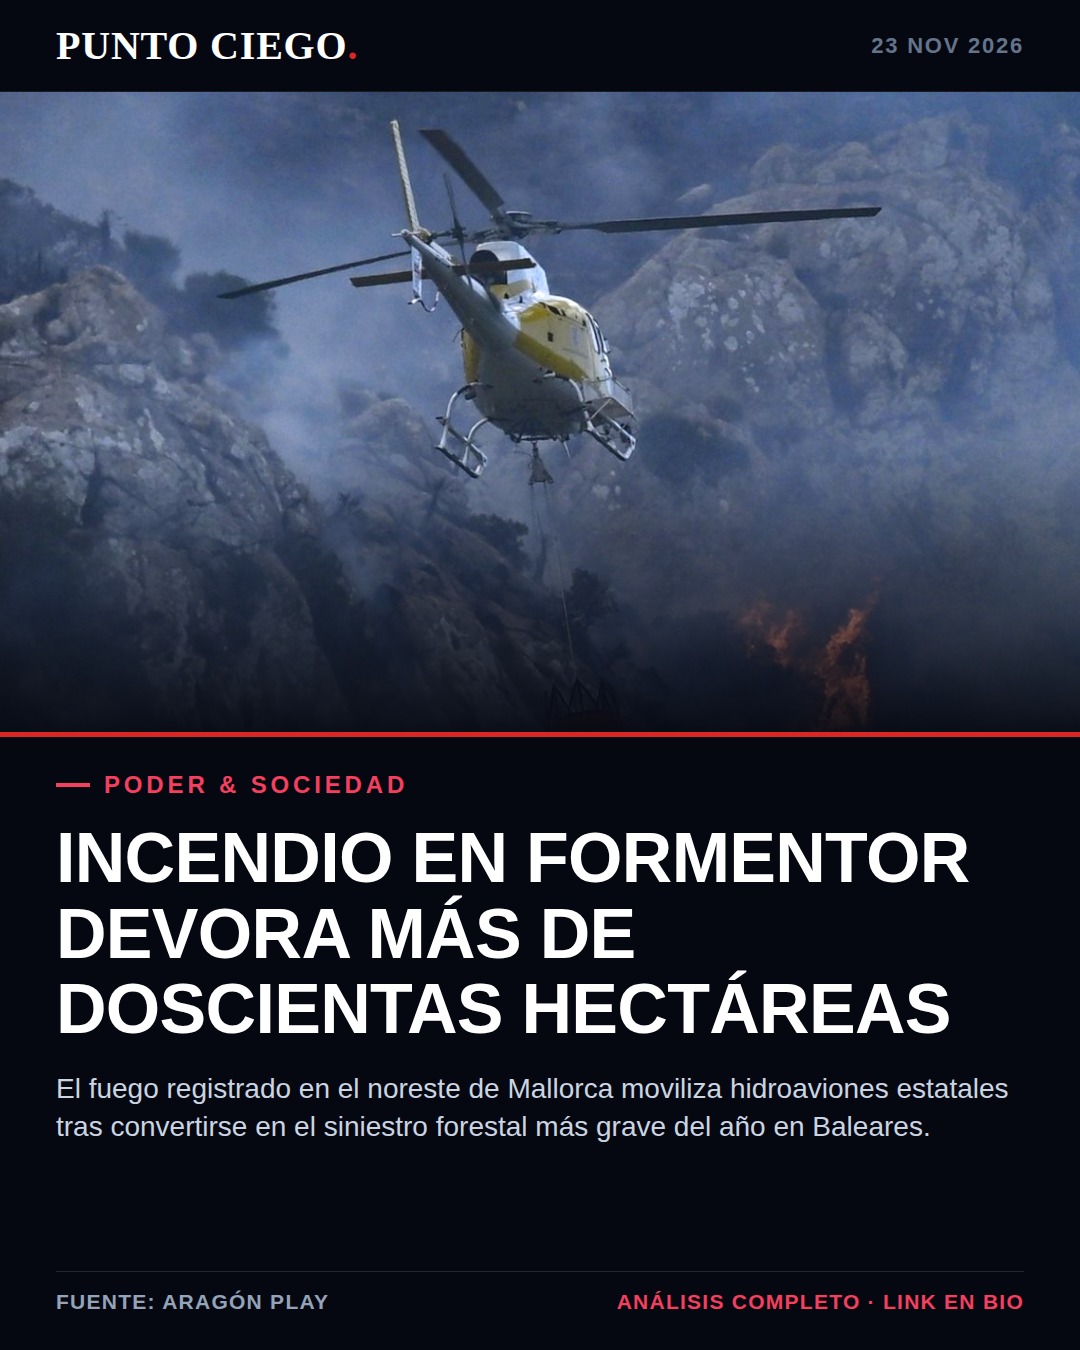 PUNTO CIEGO.
23 NOV 2026
PODER & SOCIEDAD
INCENDIO EN FORMENTOR
DEVORA MÁS DE
DOSCIENTAS HECTÁREAS
El fuego registrado en el noreste de Mallorca moviliza hidroaviones estatales
tras convertirse en el siniestro forestal más grave del año en Baleares.
FUENTE: ARAGÓN PLAY
ANÁLISIS COMPLETO · LINK EN BIO